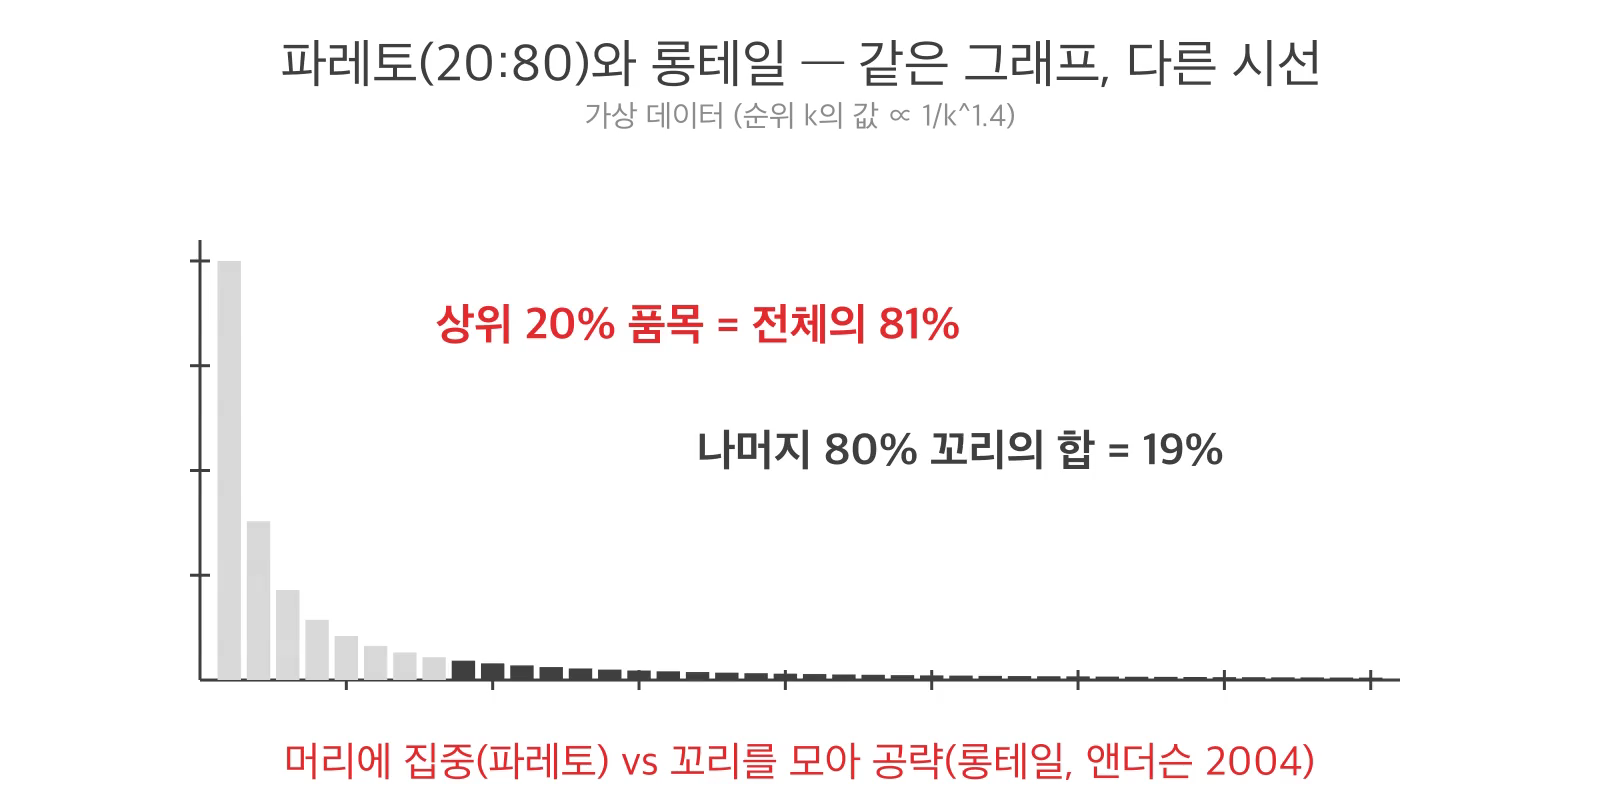 파레토(20:80)와 롱테일 — 같은 그래프, 다른 시선
가상 데이터 (순위 k의 값 ∝ 1/k^1.4)
상위 20% 품목 = 전체의 81%
나머지 80% 꼬리의 합 = 19%
머리에 집중(파레토) vs 꼬리를 모아 공략(롱테일, 앤더슨 2004)